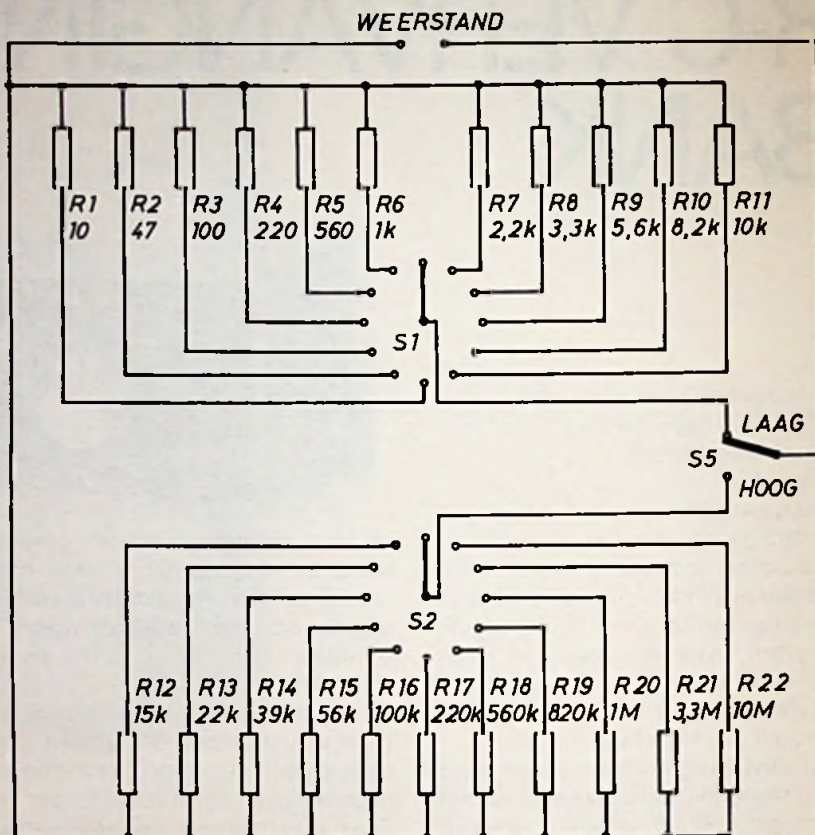 WEERSTAND
R1 R2 R3 R4 R5 R6 R7 R8 R9 R10 R11
10 47 100 220 560 1k 2,2k 3,3k 5,6k 8,2k 10k
S1
LAAG
S5
HOOG
S2
R12 R13 R14 R15 R16 R17 R18 R19 R20 R21 R22
15k 22k 39k 56k 100k 220k 560k 820k 1M 3,3M 10M